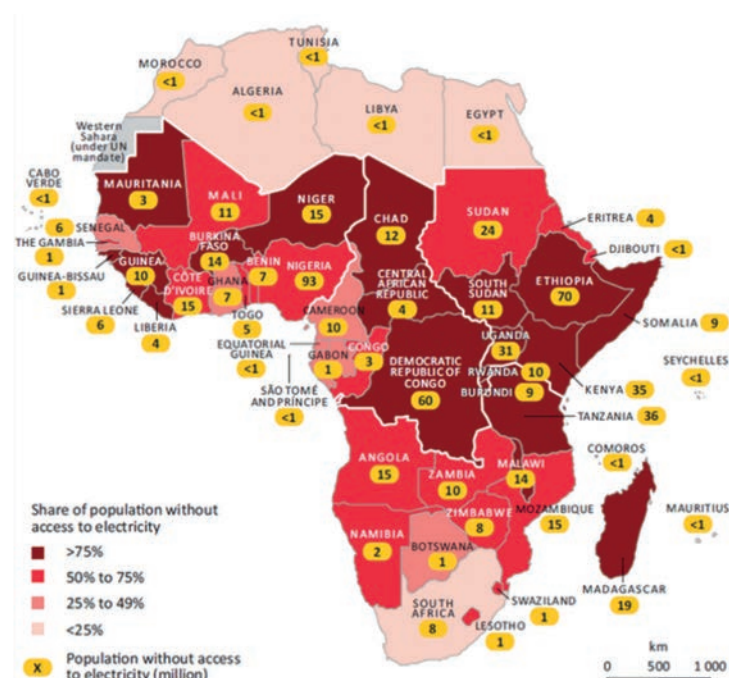 TUNISIA
<1
MOROCCO
<1
ALGERIA
<1
LIBYA
<1
EGYPT
<1
Western
Sahara
(under UN
mandate)
CABO
VERDE
<1
MAURITANIA
3
MALI
11
NIGER
15
CHAD
12
SUDAN
24
ERITREA 4
DJIBOUTI <1
6 SENEGAL
THE GAMBIA
1
GUINEA-BISSAU
1
GUINEA
10
SIERRA LEONE
6
LIBERIA
4
BURKINA
FASO
14
CÔTE
D'IVOIRE
15
GHANA
7
TOGO
5
BENIN
7
NIGERIA
93
CAMEROON
10
CENTRAL
AFRICAN
REPUBLIC
4
SOUTH
SUDAN
11
ETHIOPIA
70
SOMALIA 9
EQUATORIAL
GUINEA
<1
SÃO TOMÉ
AND PRÍNCIPE
<1
GABON
1
CONGO
3
DEMOCRATIC
REPUBLIC OF
CONGO
60
UGANDA
31
RWANDA 10
BURUNDI 9
KENYA 35
TANZANIA 36
SEYCHELLES
<1
COMOROS
<1
ANGOLA
15
ZAMBIA
10
MALAWI
14
MOZAMBIQUE
15
ZIMBABWE
8
NAMIBIA
2
BOTSWANA
1
MAURITIUS
<1
MADAGASCAR
19
SOUTH
AFRICA
8
SWAZILAND
1
LESOTHO
1
Share of population without
access to electricity
>75%
50% to 75%
25% to 49%
<25%
X Population without access
to electricity (million)
km
0 500 1 000